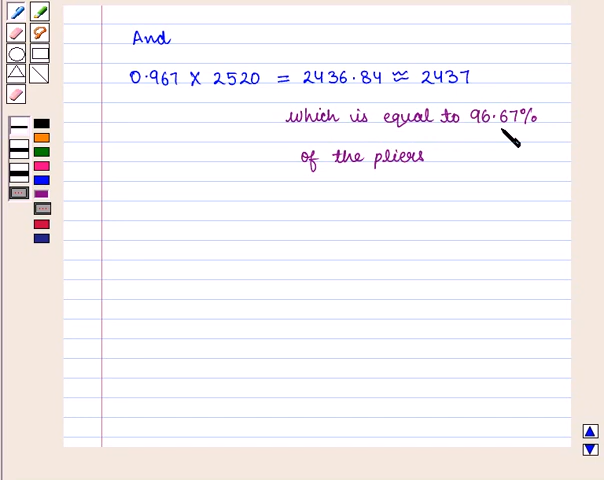 And
0.967 × 2520 = 2436.84 ≈ 2437
which is equal to 96.67%
of the pliers